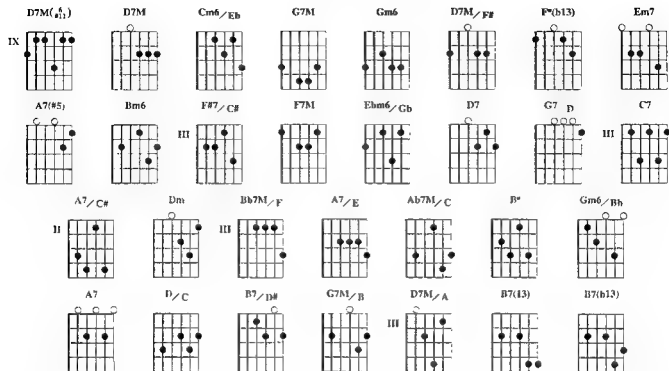 D7M(6/#11) D7M Cm6/Eb G7M Gm6 D7M/F# F°(b13) Em7
IX
A7(#5) Bm6 F#7/C# F7M Ebm6/Gb D7 G7 D C7
III III
A7/C# Dm Bb7M/F A7/E Ab7M/C B° Gm6/Bb
II III
A7 D/C B7/D# G7M/B D7M/A B7(13) B7(b13)
III